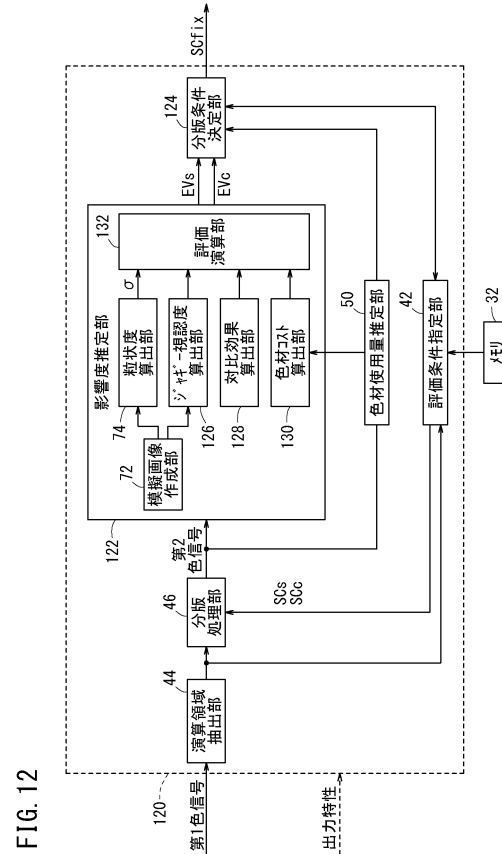 FIG. 12
120
第1色信号
出力特性
44
演算領域
抽出部
46
分版
処理部
SCs
SCc
第2
色信号
122
影響度推定部
72
模擬画像
作成部
74
粒状度
算出部
σ
ジャギー視認度
算出部
126
対比効果
算出部
128
色材コスト
算出部
130
132
評価
演算部
EVs
EVc
124
分版条件
決定部
SCfix
50
色材使用量推定部
42
評価条件指定部
32
メモリ